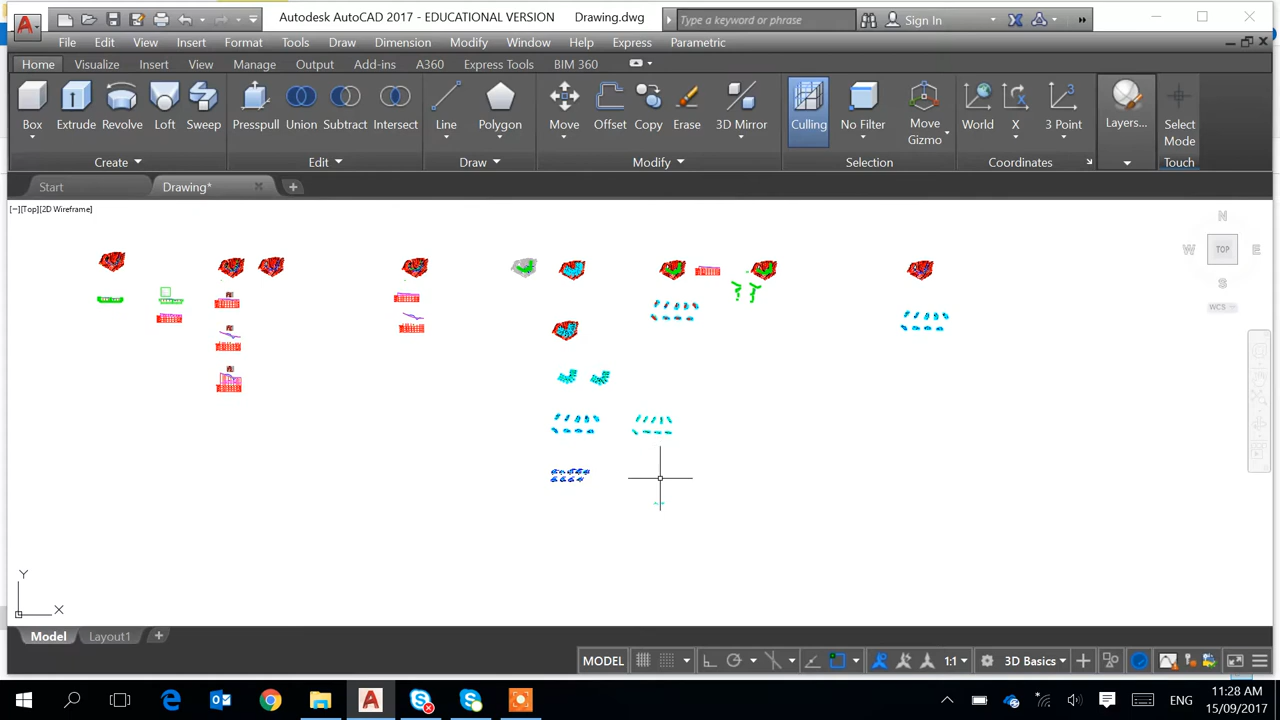 Autodesk AutoCAD 2017 - EDUCATIONAL VERSION Drawing.dwg
Type a keyword or phrase
Sign In
File Edit View Insert Format Tools Draw Dimension Modify Window Help Express Parametric
Home Visualize Insert View Manage Output Add-ins A360 Express Tools BIM 360
Box Extrude Revolve Loft Sweep Presspull Union Subtract Intersect Line Polygon Move Offset Copy Erase 3D Mirror Culling No Filter Move Gizmo World X 3 Point Layers... Select Mode
Create Edit Draw Modify Selection Coordinates Touch
Start Drawing*
[−][Top][2D Wireframe]
N
W TOP E
S
WCS
Y
X
Model Layout1
MODEL 1:1 3D Basics
11:28 AM
ENG
15/09/2017